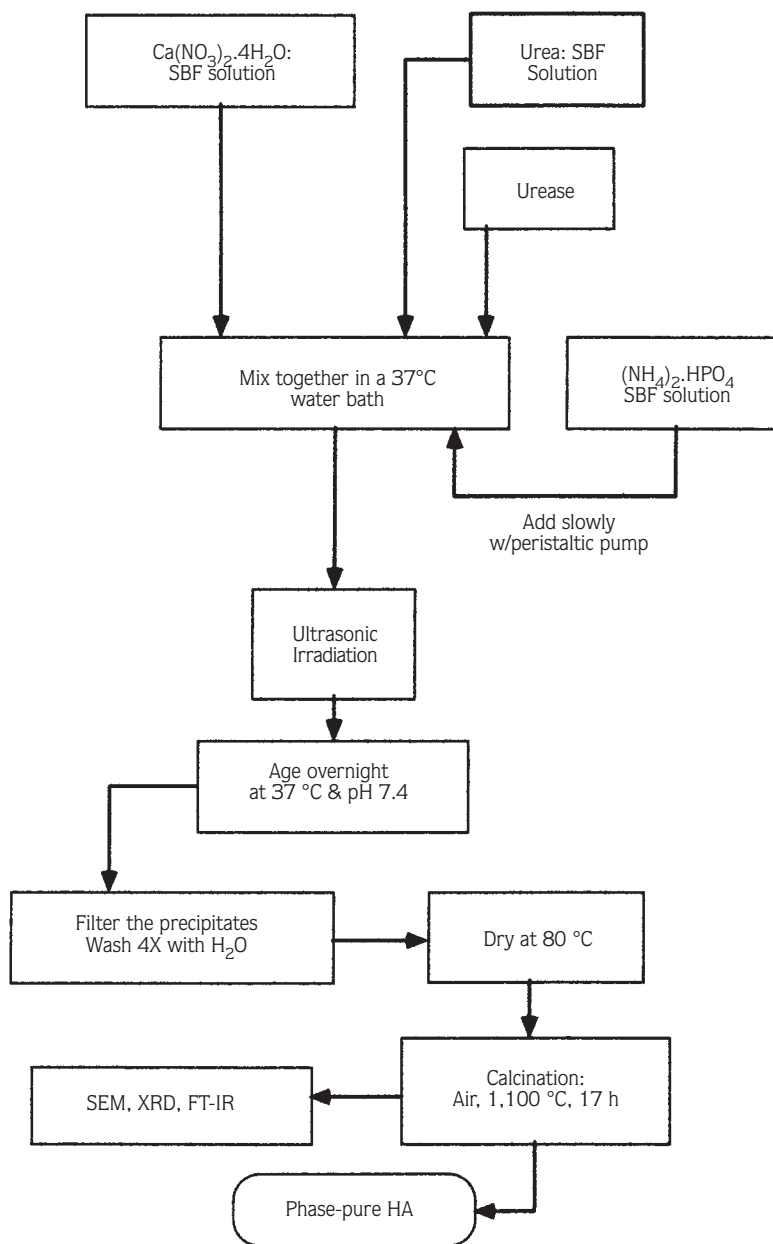 Ca(NO3)2.4H2O:
SBF solution
Urea: SBF
Solution
Urease
Mix together in a 37°C
water bath
(NH4)2.HPO4
SBF solution
Add slowly
w/peristaltic pump
Ultrasonic
Irradiation
Age overnight
at 37 °C & pH 7.4
Filter the precipitates
Wash 4X with H2O
Dry at 80 °C
Calcination:
Air, 1,100 °C, 17 h
SEM, XRD, FT-IR
Phase-pure HA